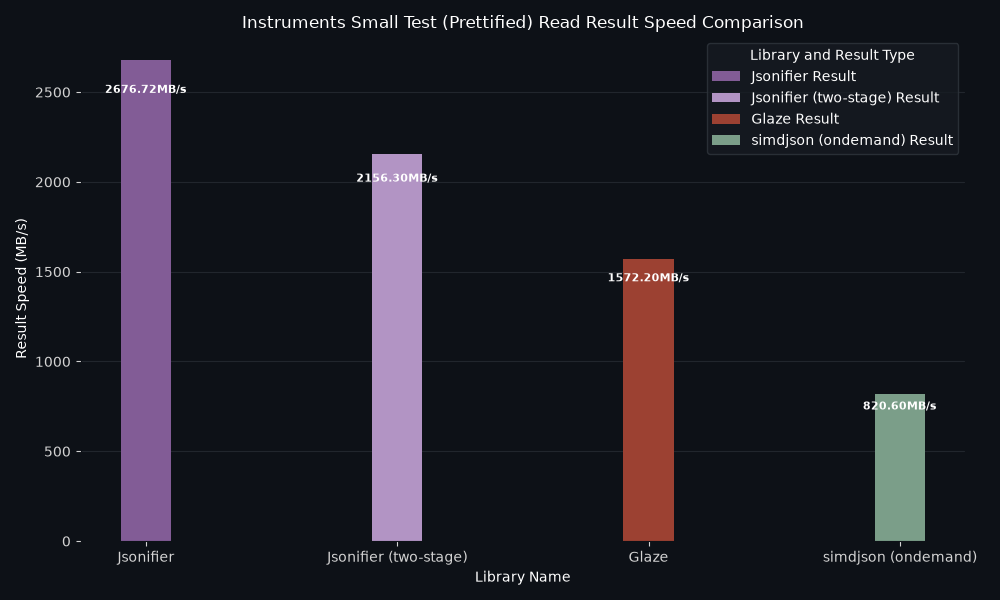 Instruments Small Test (Prettified) Read Result Speed Comparison
Library and Result Type
Jsonifier Result
Jsonifier (two-stage) Result
Glaze Result
simdjson (ondemand) Result
Result Speed (MB/s)
2500
2000
1500
1000
500
0
2676.72MB/s
2156.30MB/s
1572.20MB/s
820.60MB/s
Jsonifier
Jsonifier (two-stage)
Glaze
simdjson (ondemand)
Library Name